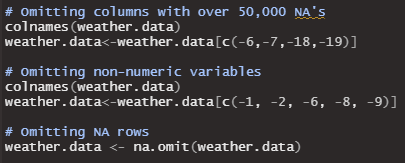 # Omitting columns with over 50,000 NA's
colnames(weather.data)
weather.data<-weather.data[c(-6,-7,-18,-19)]
# Omitting non-numeric variables
colnames(weather.data)
weather.data<-weather.data[c(-1, -2, -6, -8, -9)]
# Omitting NA rows
weather.data <- na.omit(weather.data)